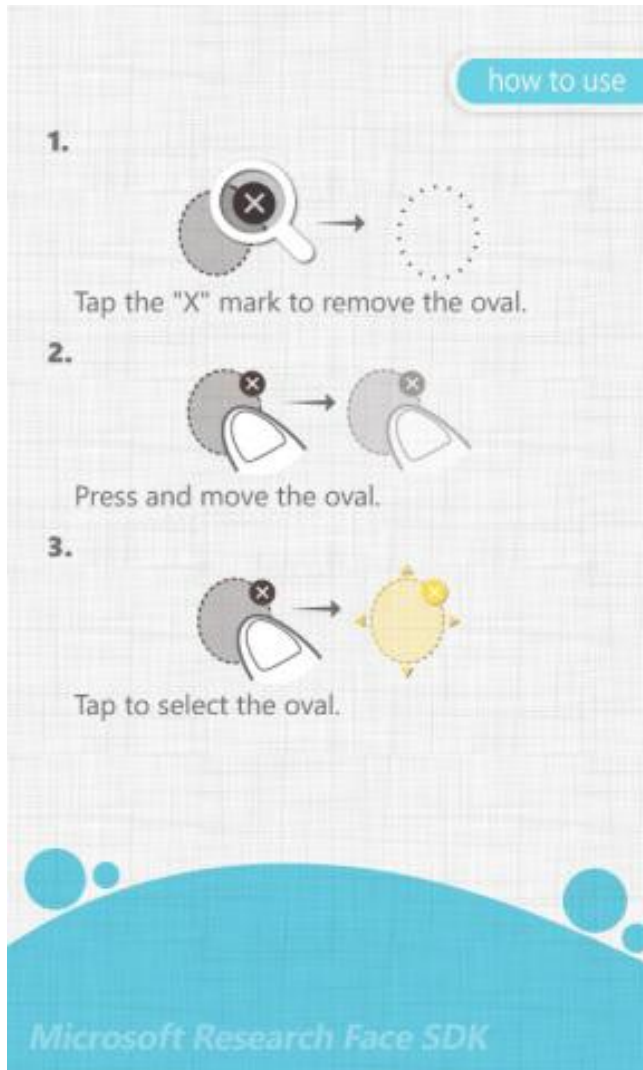 how to use
1.
Tap the "X" mark to remove the oval.
2.
Press and move the oval.
3.
Tap to select the oval.
Microsoft Research Face SDK